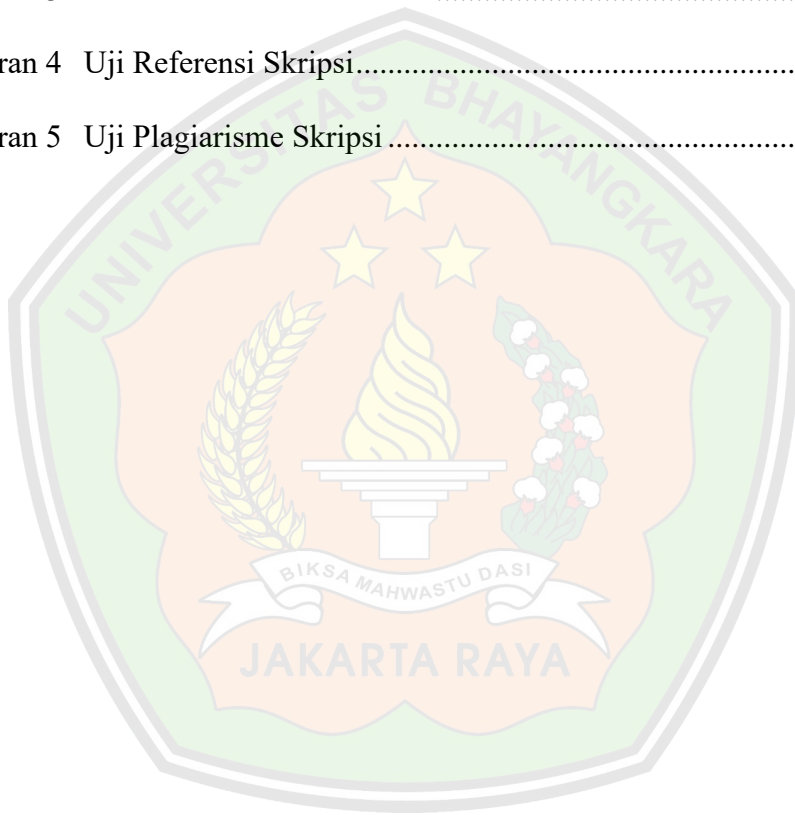 ran 4 Uji Referensi Skripsi.......................................................
ran 5 Uji Plagiarisme Skripsi...................................................
UNIVERSITAS BHAYANGKARA
BIKSA MAHWASTU DASI
JAKARTA RAYA